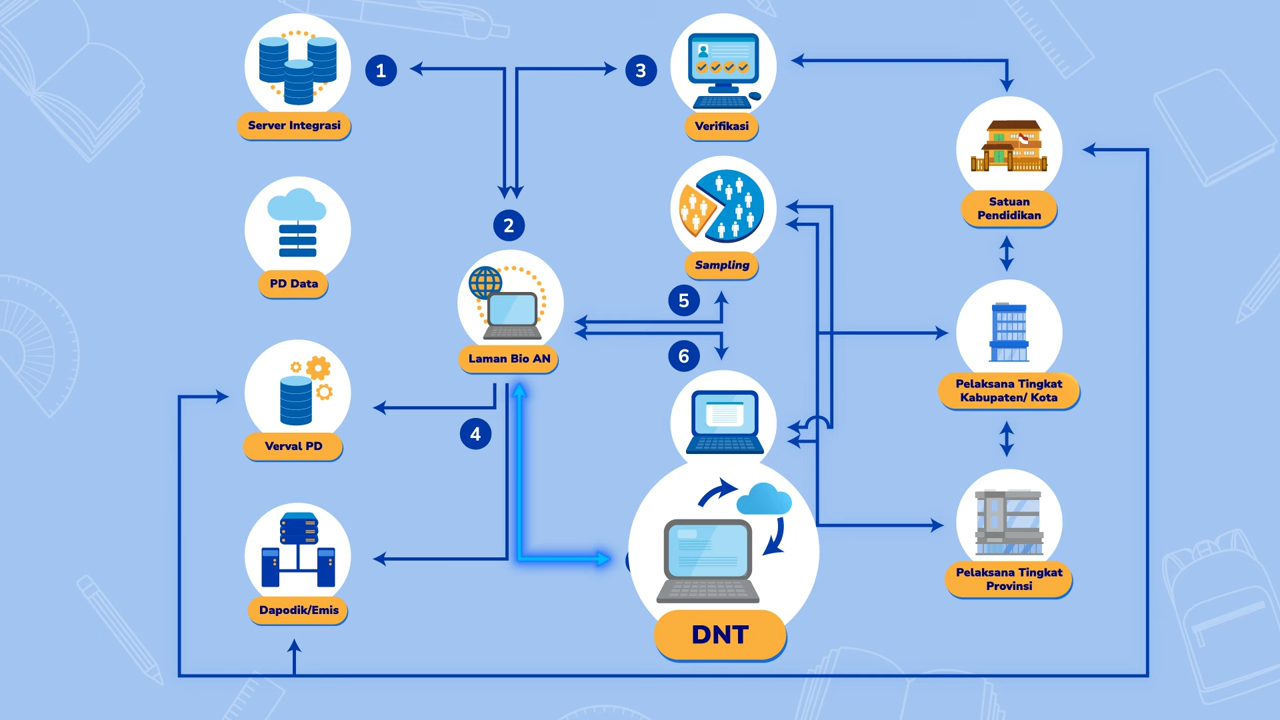 Server Integrasi
1
3
Verifikasi
Satuan
Pendidikan
PD Data
2
Laman Bio AN
Sampling
5
6
Pelaksana Tingkat
Kabupaten/ Kota
Verval PD
4
Dapodik/Emis
DNT
Pelaksana Tingkat
Provinsi